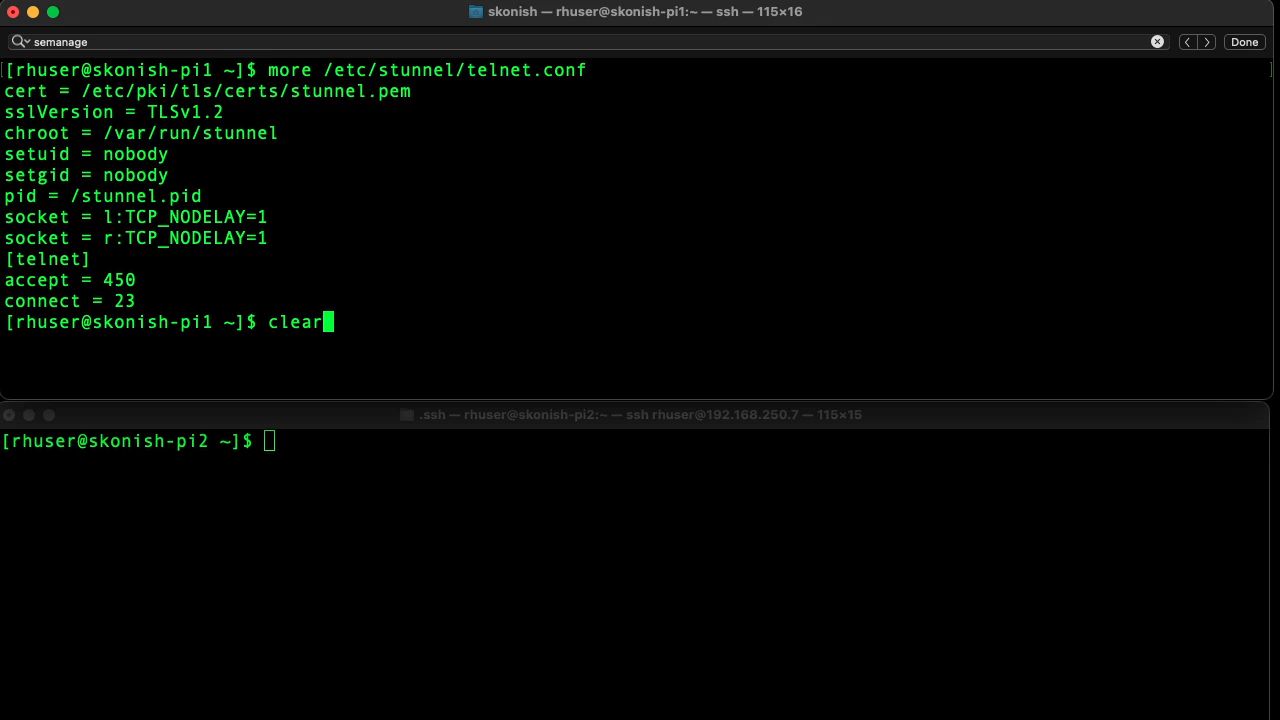 skonish — rhuser@skonish-pi1:~ — ssh — 115×16
semanage
Done
[rhuser@skonish-pi1 ~]$ more /etc/stunnel/telnet.conf
cert = /etc/pki/tls/certs/stunnel.pem
sslVersion = TLSv1.2
chroot = /var/run/stunnel
setuid = nobody
setgid = nobody
pid = /stunnel.pid
socket = l:TCP_NODELAY=1
socket = r:TCP_NODELAY=1
[telnet]
accept = 450
connect = 23
[rhuser@skonish-pi1 ~]$ clear
.ssh — rhuser@skonish-pi2:~ — ssh rhuser@192.168.250.7 — 115×15
[rhuser@skonish-pi2 ~]$